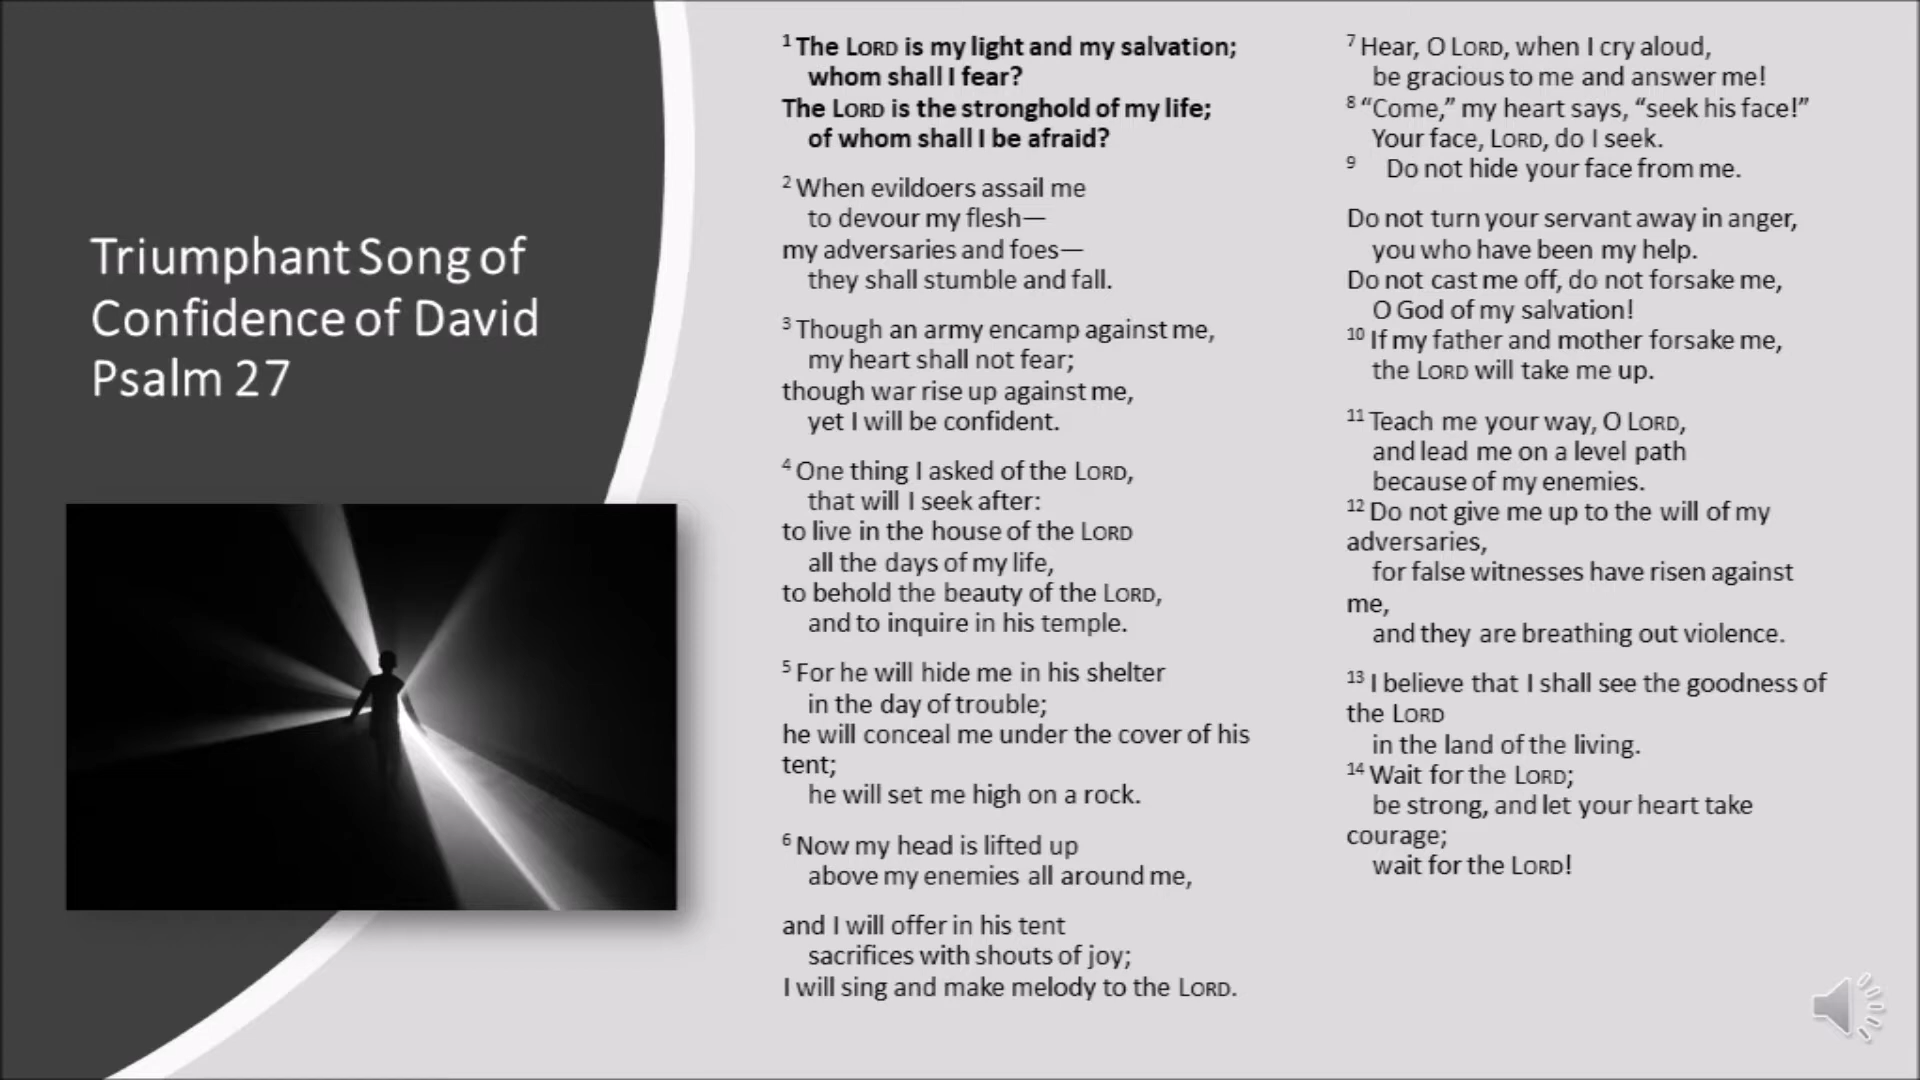 Triumphant Song of
Confidence of David
Psalm 27
1 The LORD is my light and my salvation;
whom shall I fear?
The LORD is the stronghold of my life;
of whom shall I be afraid?
2 When evildoers assail me
to devour my flesh—
my adversaries and foes—
they shall stumble and fall.
3 Though an army encamp against me,
my heart shall not fear;
though war rise up against me,
yet I will be confident.
4 One thing I asked of the LORD,
that will I seek after:
to live in the house of the LORD
all the days of my life,
to behold the beauty of the LORD,
and to inquire in his temple.
5 For he will hide me in his shelter
in the day of trouble;
he will conceal me under the cover of his
tent;
he will set me high on a rock.
6 Now my head is lifted up
above my enemies all around me,
and I will offer in his tent
sacrifices with shouts of joy;
I will sing and make melody to the LORD.
7 Hear, O LORD, when I cry aloud,
be gracious to me and answer me!
8 “Come,” my heart says, “seek his face!”
Your face, LORD, do I seek.
9 Do not hide your face from me.
Do not turn your servant away in anger,
you who have been my help.
Do not cast me off, do not forsake me,
O God of my salvation!
10 If my father and mother forsake me,
the LORD will take me up.
11 Teach me your way, O LORD,
and lead me on a level path
because of my enemies.
12 Do not give me up to the will of my
adversaries,
for false witnesses have risen against
me,
and they are breathing out violence.
13 I believe that I shall see the goodness of
the LORD
in the land of the living.
14 Wait for the LORD;
be strong, and let your heart take
courage;
wait for the LORD!